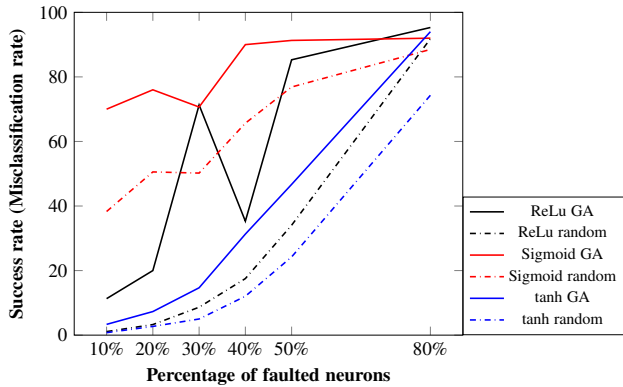 100
80
60
40
20
0
Success rate (Misclassification rate)
10% 20% 30% 40% 50% 80%
Percentage of faulted neurons
ReLu GA
ReLu random
Sigmoid GA
Sigmoid random
tanh GA
tanh random